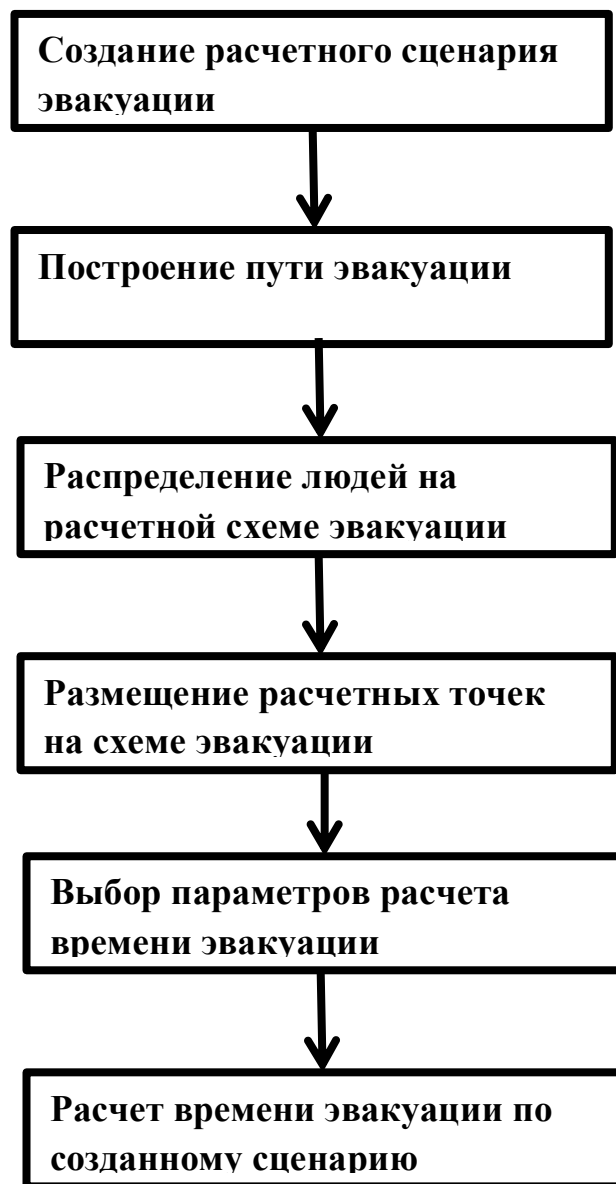 Создание расчетного сценария
эвакуации
Построение пути эвакуации
Распределение людей на
расчетной схеме эвакуации
Размещение расчетных точек
на схеме эвакуации
Выбор параметров расчета
времени эвакуации
Расчет времени эвакуации по
созданному сценарию